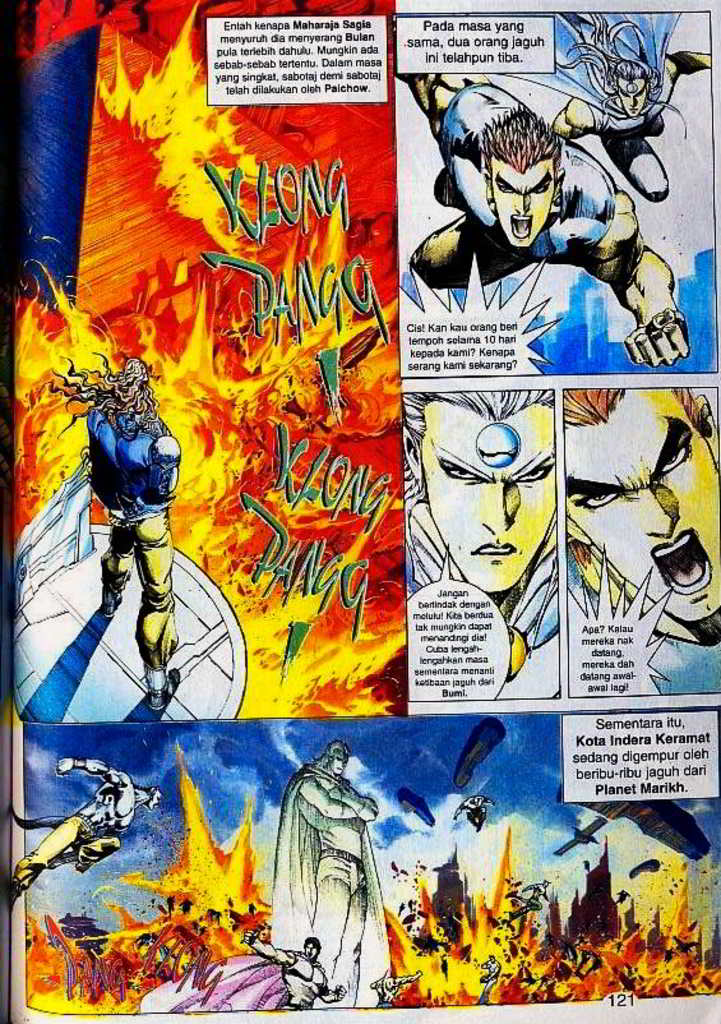 Entah kenapa Maharaja Sagia
menyuruh dia menyerang Bulan
pula terlebih dahulu. Mungkin ada
sebab-sebab tertentu. Dalam masa
yang singkat, sabotaj demi sabotaj
telah dilakukan oleh Paichow.
Pada masa yang
sama, dua orang jaguh
ini telahpun tiba.
KLONG
PANGG
!
KLONG
PANGG
!
Cis! Kan kau orang beri
tempoh selama 10 hari
kepada kami? Kenapa
serang kami sekarang?
Jangan
bertindak terus
melulu! Kita berdua
tak mungkin dapat
menandingi dia!
Cuba lengah-
lengahkan masa
sementara menanti
ketibaan jaguh dari
Bumi.
Apa? Kalau
mereka nak
datang,
mereka dah
datang awal-
awal lagi!
Sementara itu,
Kota Indera Keramat
sedang digempur oleh
beribu-ribu jaguh dari
Planet Marikh.
PANG
KLONG
121